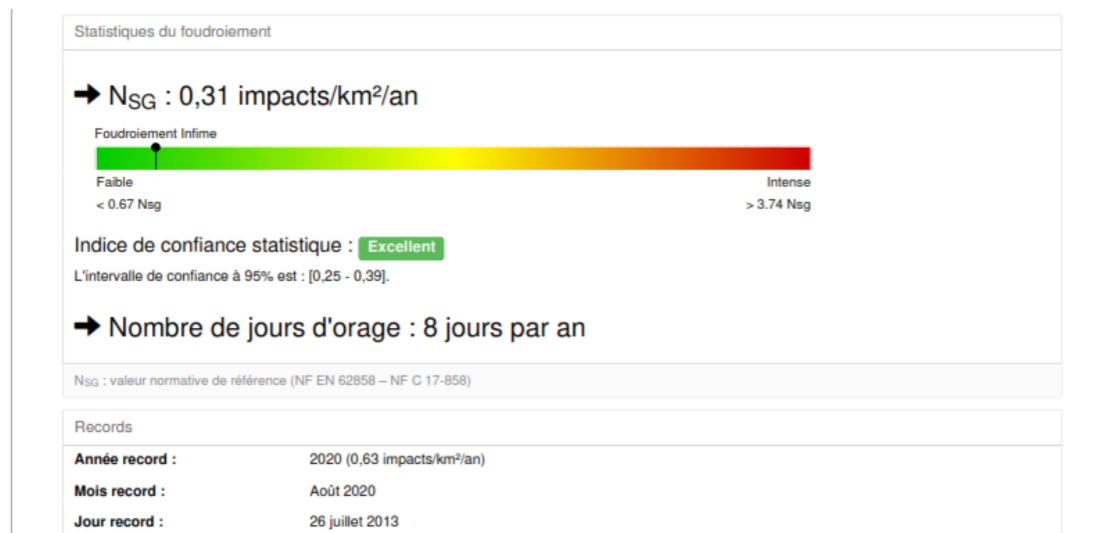 Statistiques du foudroiement
➜ NSG : 0,31 impacts/km²/an
Foudroiement Infime
Faible Intense
< 0.67 Nsg > 3.74 Nsg
Indice de confiance statistique : Excellent
L'intervalle de confiance à 95% est : [0,25 - 0,39].
➜ Nombre de jours d'orage : 8 jours par an
NSG : valeur normative de référence (NF EN 62858 – NF C 17-858)
Records
Année record : 2020 (0,63 impacts/km²/an)
Mois record : Août 2020
Jour record : 26 juillet 2013